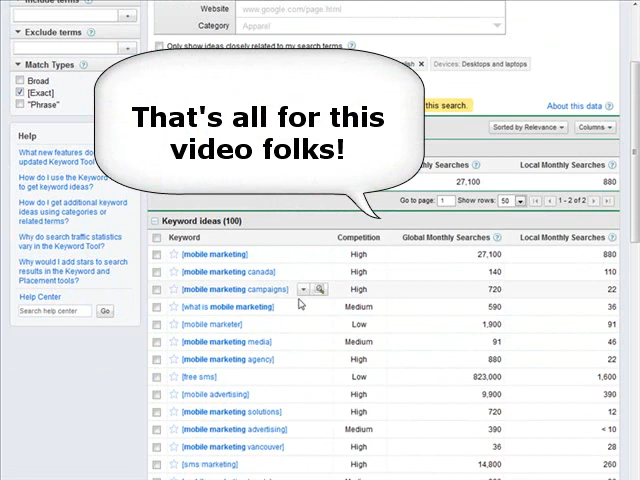 Include terms
Exclude terms
Match Types
Broad
[Exact]
"Phrase"
Help
What new features do
updated Keyword Tool
How do I use the Keyword
to get keyword ideas?
How do I get additional keyword
ideas using categories or
related terms?
Why do search traffic statistics
vary in the Keyword Tool?
Why would I add stars to search
results in the Keyword and
Placement tools?
Help Center
Search help center Go
Website www.google.com/page.html
Category Apparel
Only show ideas closely related to my search terms
Devices: Desktops and laptops
this search. About this data
Sorted by Relevance Columns
That's all for this
video folks!
Searches Local Monthly Searches
27,100 880
Go to page: 1 Show rows: 50 1 - 2 of 2
Keyword ideas (100)
Keyword Competition Global Monthly Searches Local Monthly Searches
[mobile marketing] High 27,100 880
[mobile marketing canada] High 140 110
[mobile marketing campaigns] High 720 22
[what is mobile marketing] Medium 590 36
[mobile marketer] Low 1,900 91
[mobile marketing media] Medium 91 46
[mobile marketing agency] High 880 22
[free sms] Low 823,000 1,600
[mobile advertising] High 9,900 390
[mobile marketing solutions] High 720 12
[mobile marketing advertising] Medium 390 < 10
[mobile marketing vancouver] High 36 28
[sms marketing] High 14,800 260